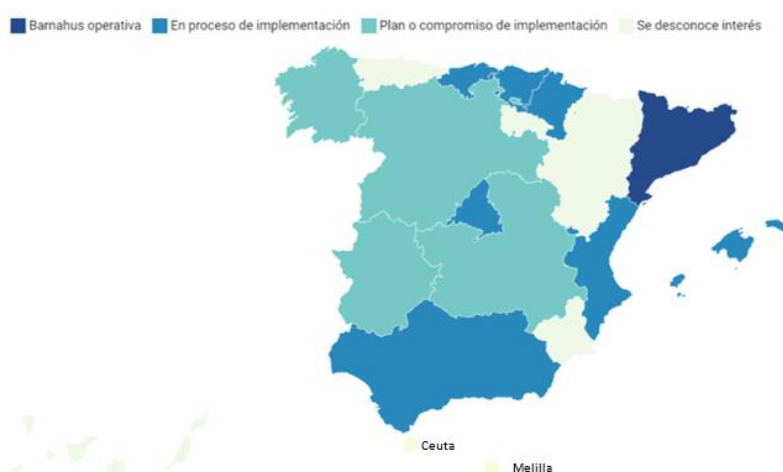 Barnahus operativa En proceso de implementación Plan o compromiso de implementación Se desconoce interés
Ceuta
Melilla